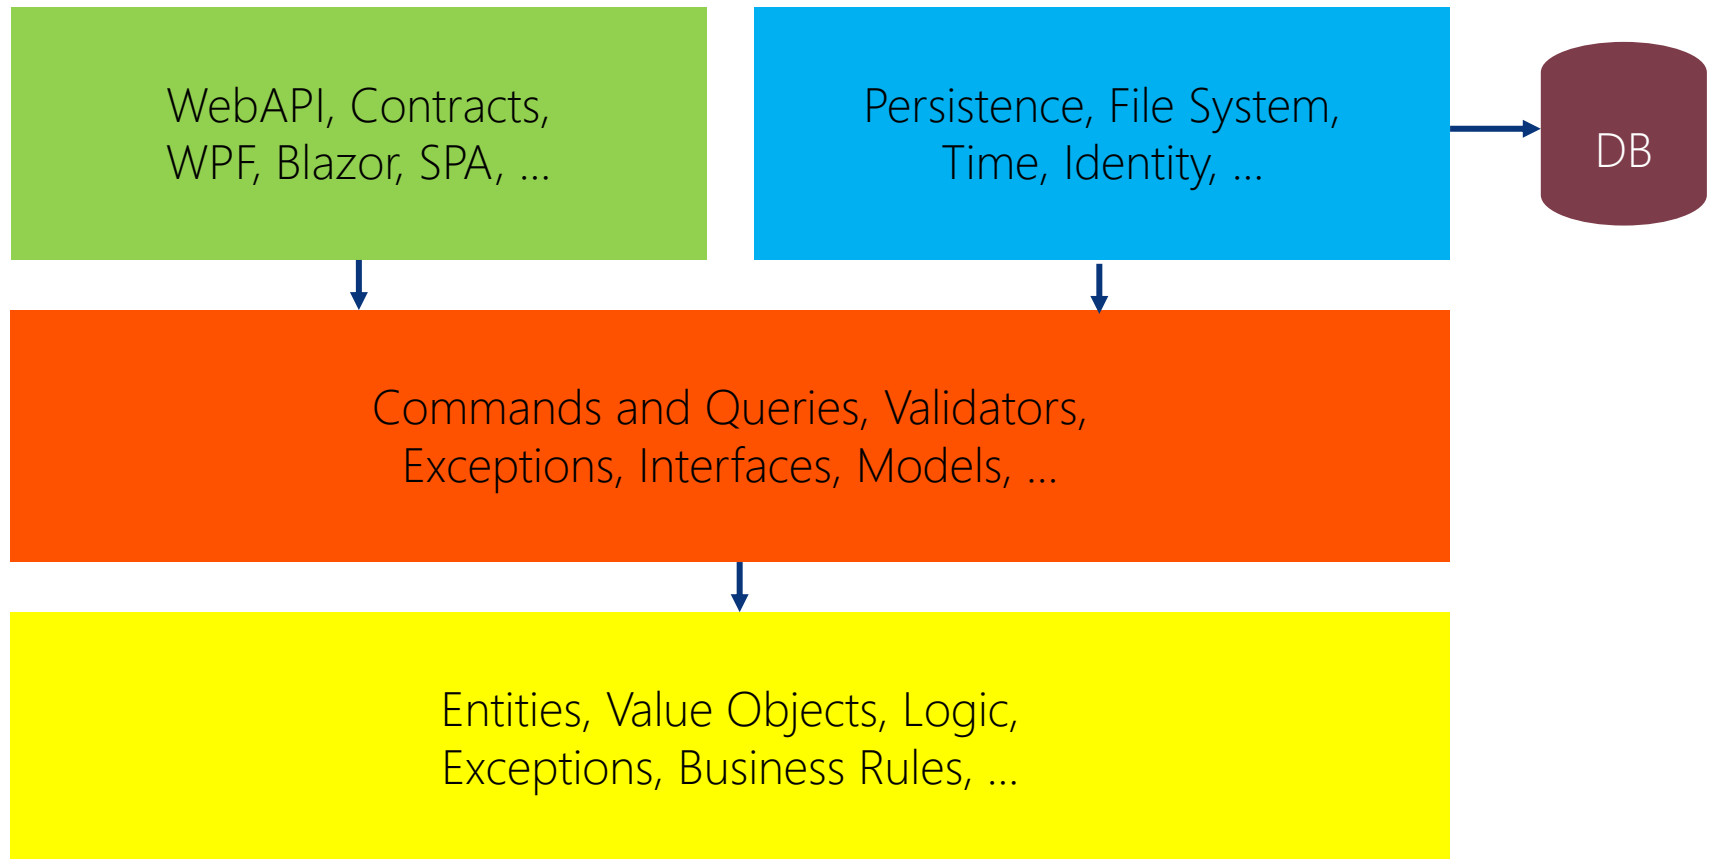 WebAPI, Contracts,
WPF, Blazor, SPA, ...
Persistence, File System,
Time, Identity, ...
DB
Commands and Queries, Validators,
Exceptions, Interfaces, Models, ...
Entities, Value Objects, Logic,
Exceptions, Business Rules, ...